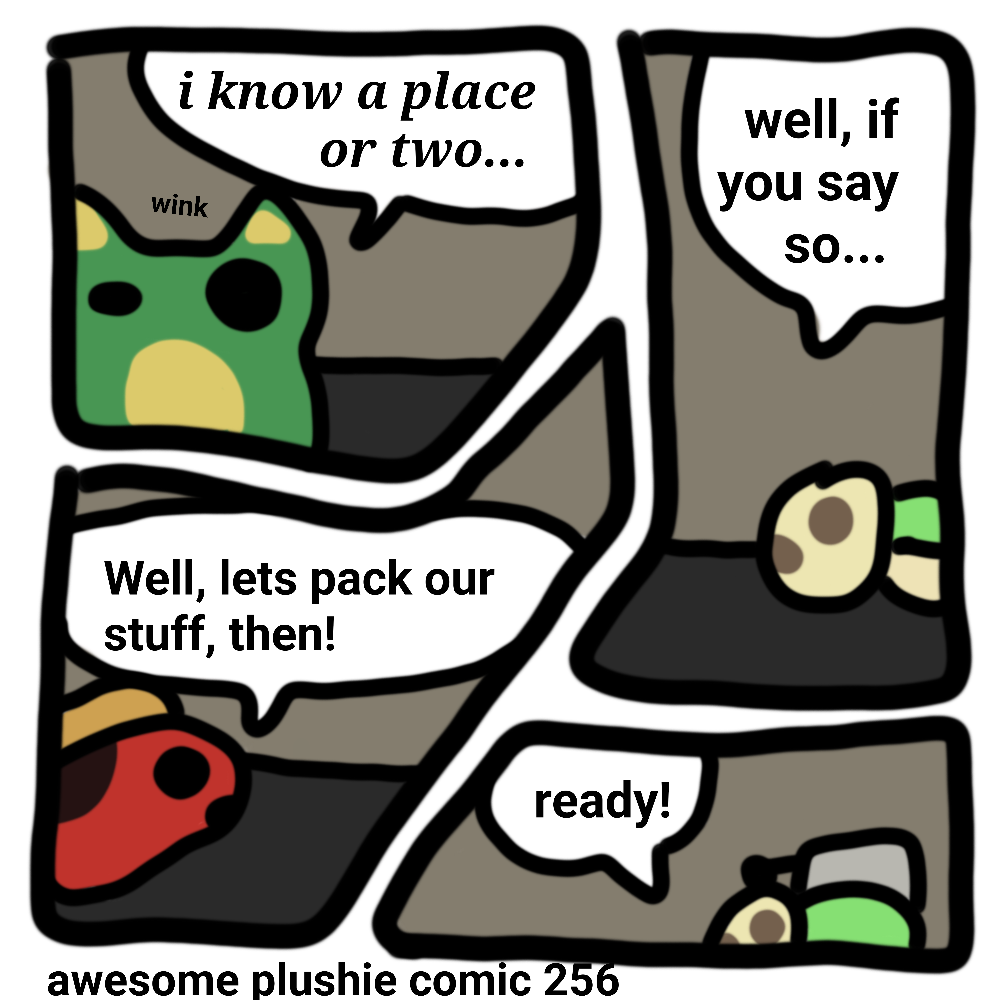 i know a place
or two...
wink
well, if
you say
so...
Well, lets pack our
stuff, then!
ready!
awesome plushie comic 256